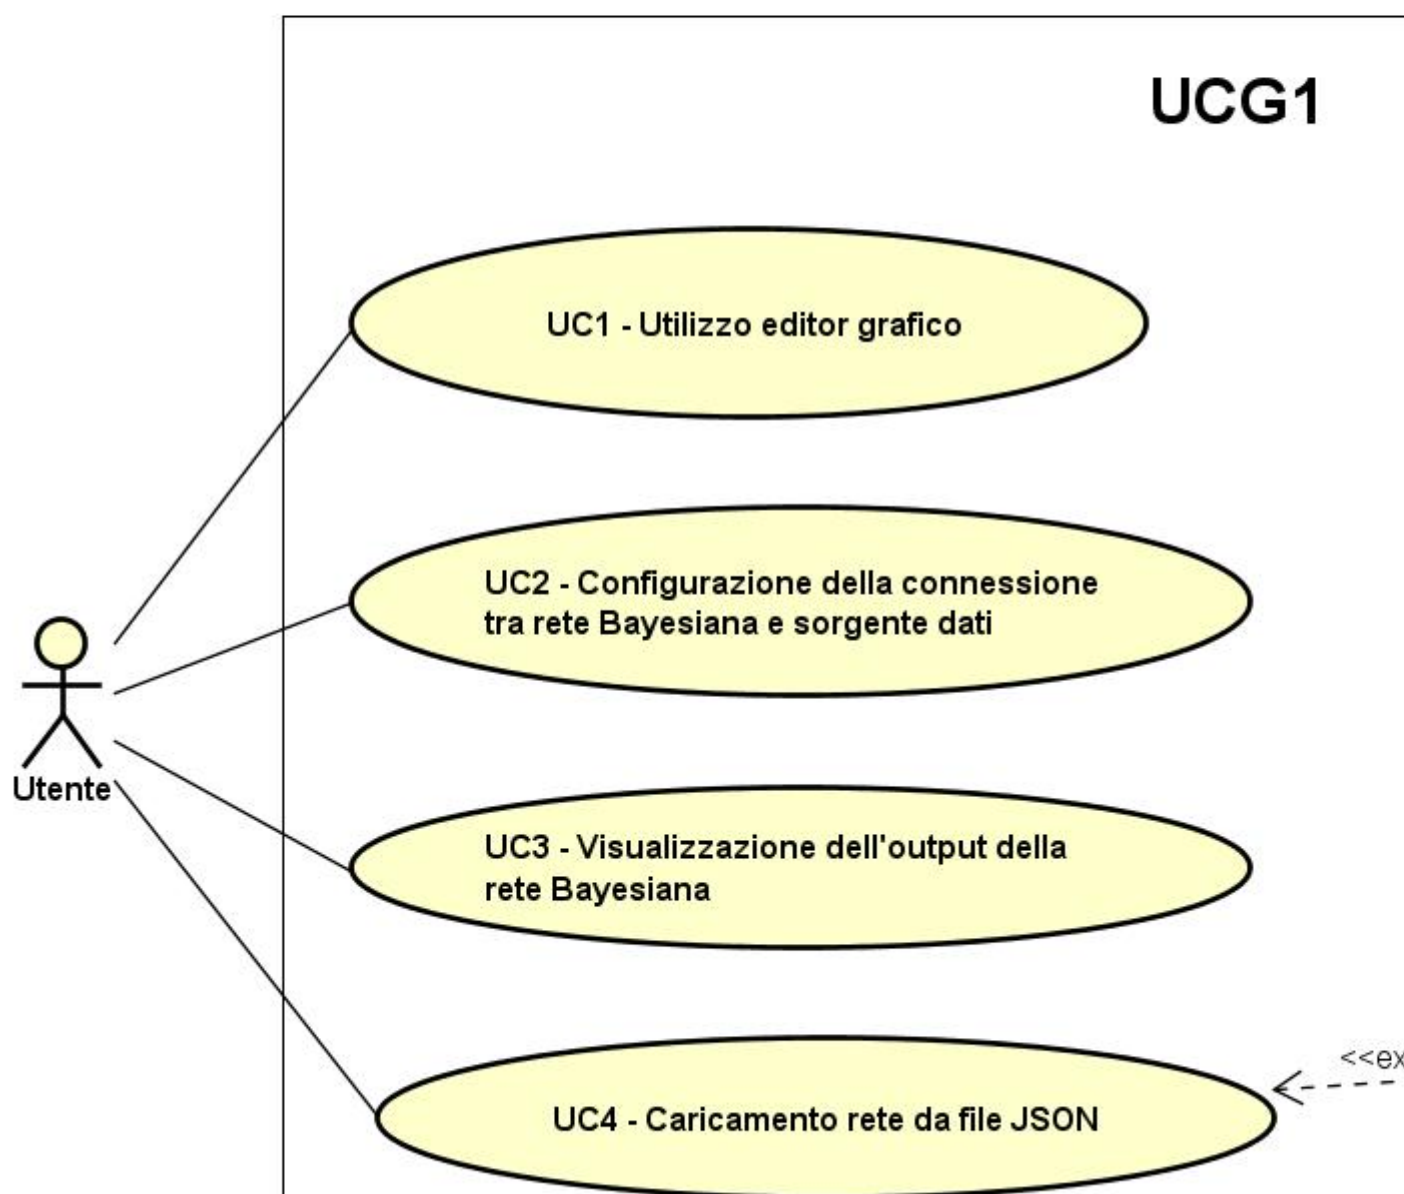 UCG1
UC1 - Utilizzo editor grafico
UC2 - Configurazione della connessione
tra rete Bayesiana e sorgente dati
Utente
UC3 - Visualizzazione dell'output della
rete Bayesiana
<<ex
UC4 - Caricamento rete da file JSON